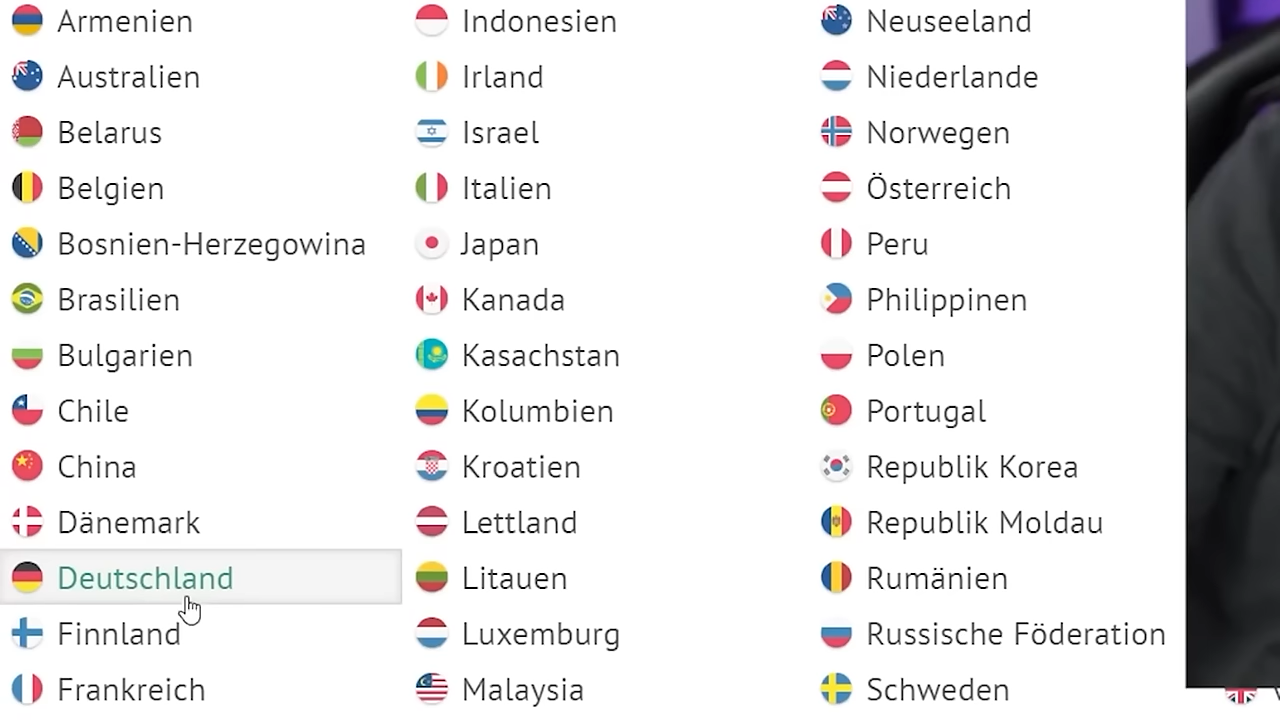 Armenien
Australien
Belarus
Belgien
Bosnien-Herzegowina
Brasilien
Bulgarien
Chile
China
Dänemark
Deutschland
Finnland
Frankreich
Indonesien
Irland
Israel
Italien
Japan
Kanada
Kasachstan
Kolumbien
Kroatien
Lettland
Litauen
Luxemburg
Malaysia
Neuseeland
Niederlande
Norwegen
Österreich
Peru
Philippinen
Polen
Portugal
Republik Korea
Republik Moldau
Rumänien
Russische Föderation
Schweden